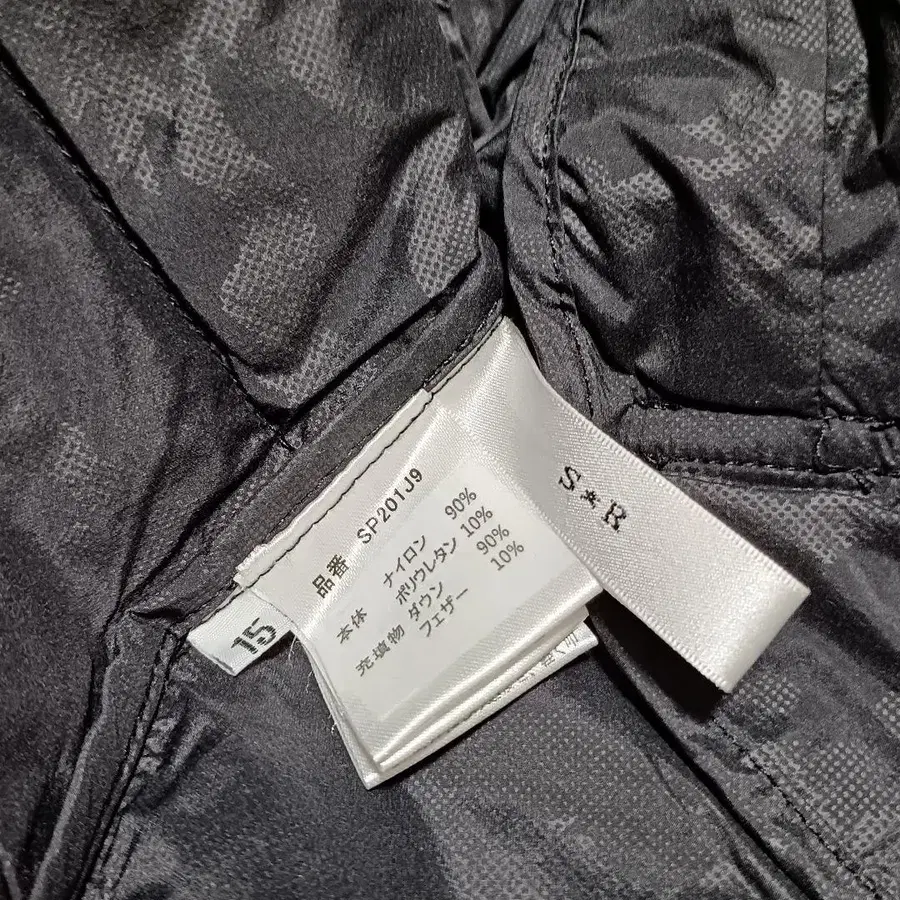 品番 SP201J9
本体 ナイロン 90%
ポリウレタン 10%
充填物 ダウン 90%
フェザー 10%
15
S*K